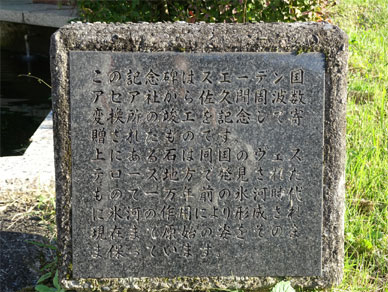 この記念碑はスエーデン国
アセア社から佐久間周波数
変換所の竣工を記念して寄
贈されたものです。
上にある石は同国のヴェス
テロース地方で発見された
もので一万年前の氷河時代
に氷河の作用により形成され
現在まで原始の姿をそのま
ま保っています。